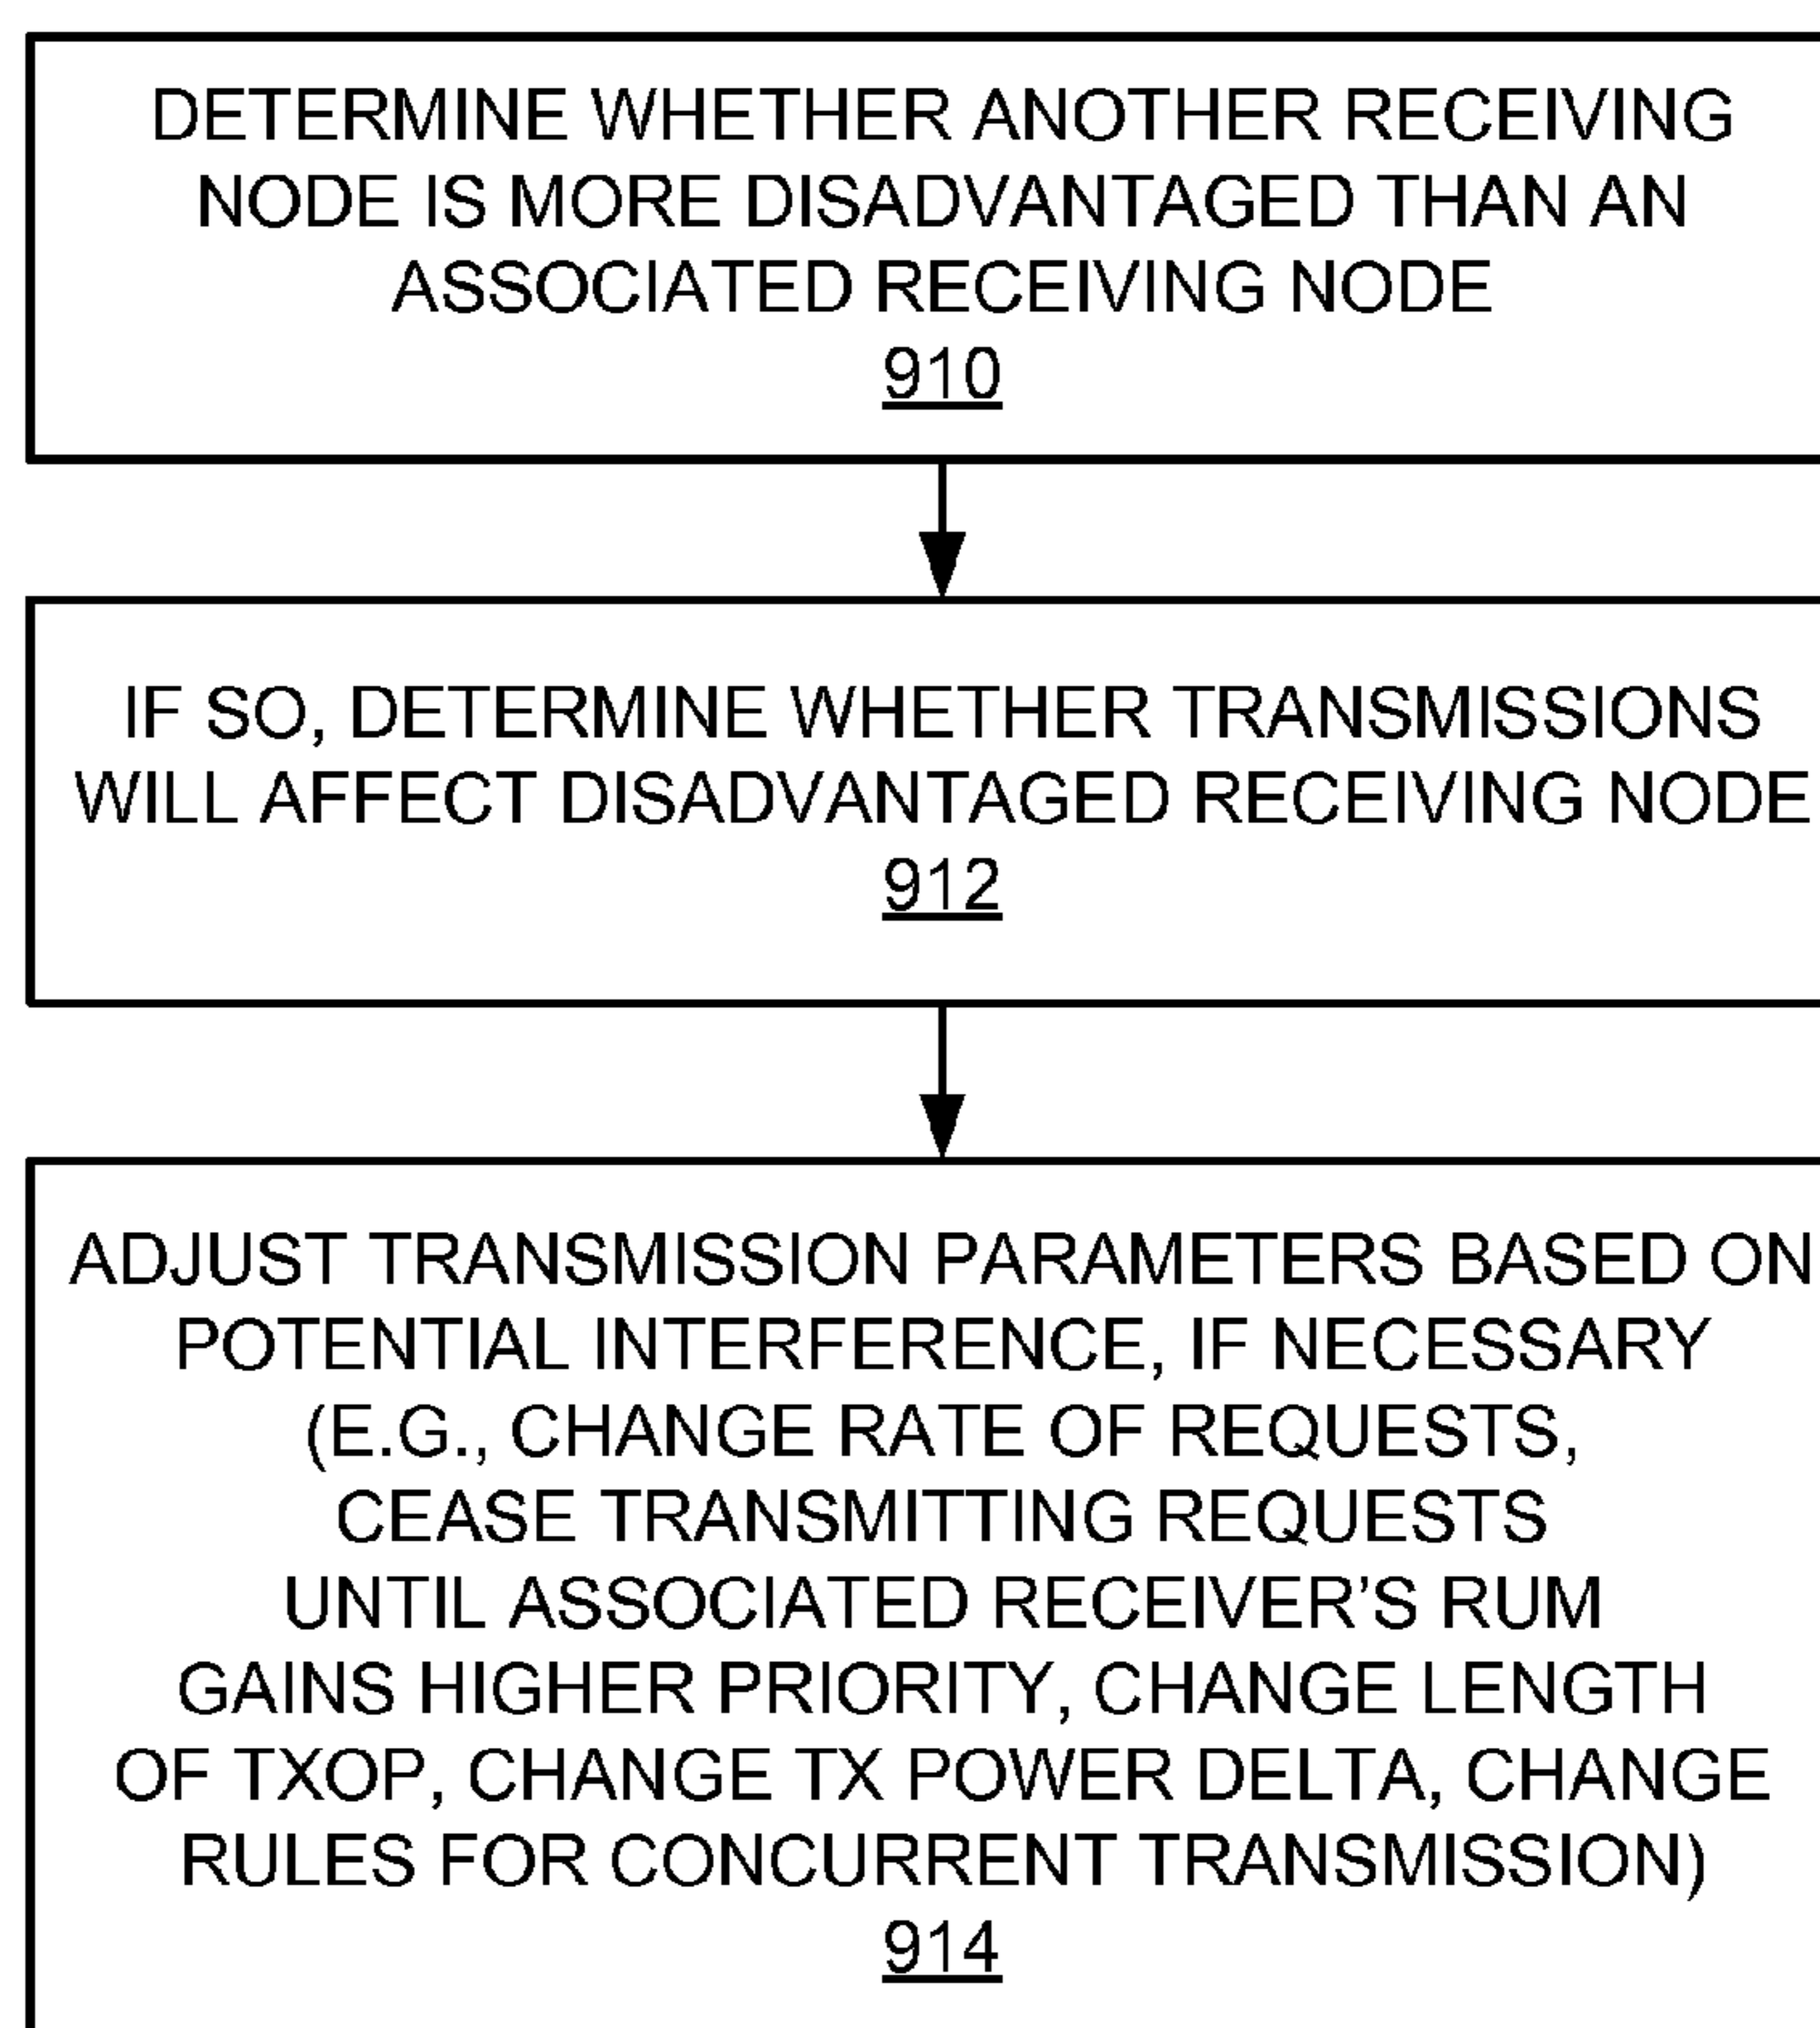 DETERMINE WHETHER ANOTHER RECEIVING
NODE IS MORE DISADVANTAGED THAN AN
ASSOCIATED RECEIVING NODE
910
IF SO, DETERMINE WHETHER TRANSMISSIONS
WILL AFFECT DISADVANTAGED RECEIVING NODE
912
ADJUST TRANSMISSION PARAMETERS BASED ON
POTENTIAL INTERFERENCE, IF NECESSARY
(E.G., CHANGE RATE OF REQUESTS,
CEASE TRANSMITTING REQUESTS
UNTIL ASSOCIATED RECEIVER’S RUM
GAINS HIGHER PRIORITY, CHANGE LENGTH
OF TXOP, CHANGE TX POWER DELTA, CHANGE
RULES FOR CONCURRENT TRANSMISSION)
914